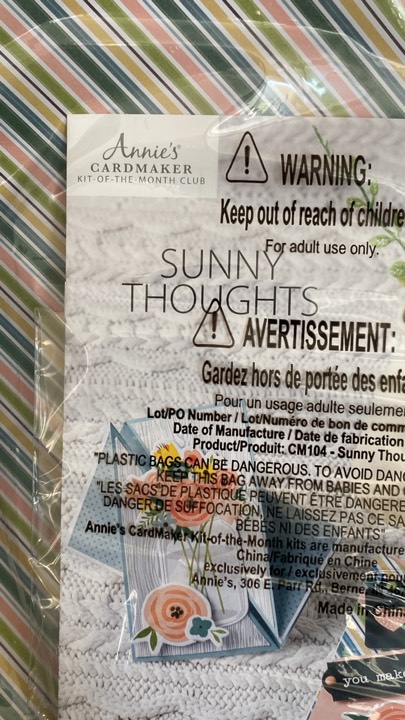 Annie's®
CARDMAKER
KIT-OF-THE-MONTH CLUB
WARNING:
Keep out of reach of childre
For adult use only.
SUNNY
THOUGHTS
AVERTISSEMENT:
Gardez hors de portée des enfa
Pour un usage adulte seuleme
Lot/PO Number / Lot/Numéro de bon de comm
Date of Manufacture / Date de fabrication
Product/Produit: CM104 - Sunny Thou
"PLASTIC BAGS CAN BE DANGEROUS. TO AVOID DAN
KEEP THIS BAG AWAY FROM BABIES AND
"LES SACS DE PLASTIQUE PEUVENT ÊTRE DANGERE
DANGER DE SUFFOCATION, NE LAISSEZ PAS CE SA
BÉBÉS NI DES ENFANTS"
Annie's CardMaker Kit-of-the-Month kits are manufacture
China/Fabriqué en Chine
exclusively for / exclusivement pour
Annie's, 306 E. Parr Rd., Berne
Made in China
you make